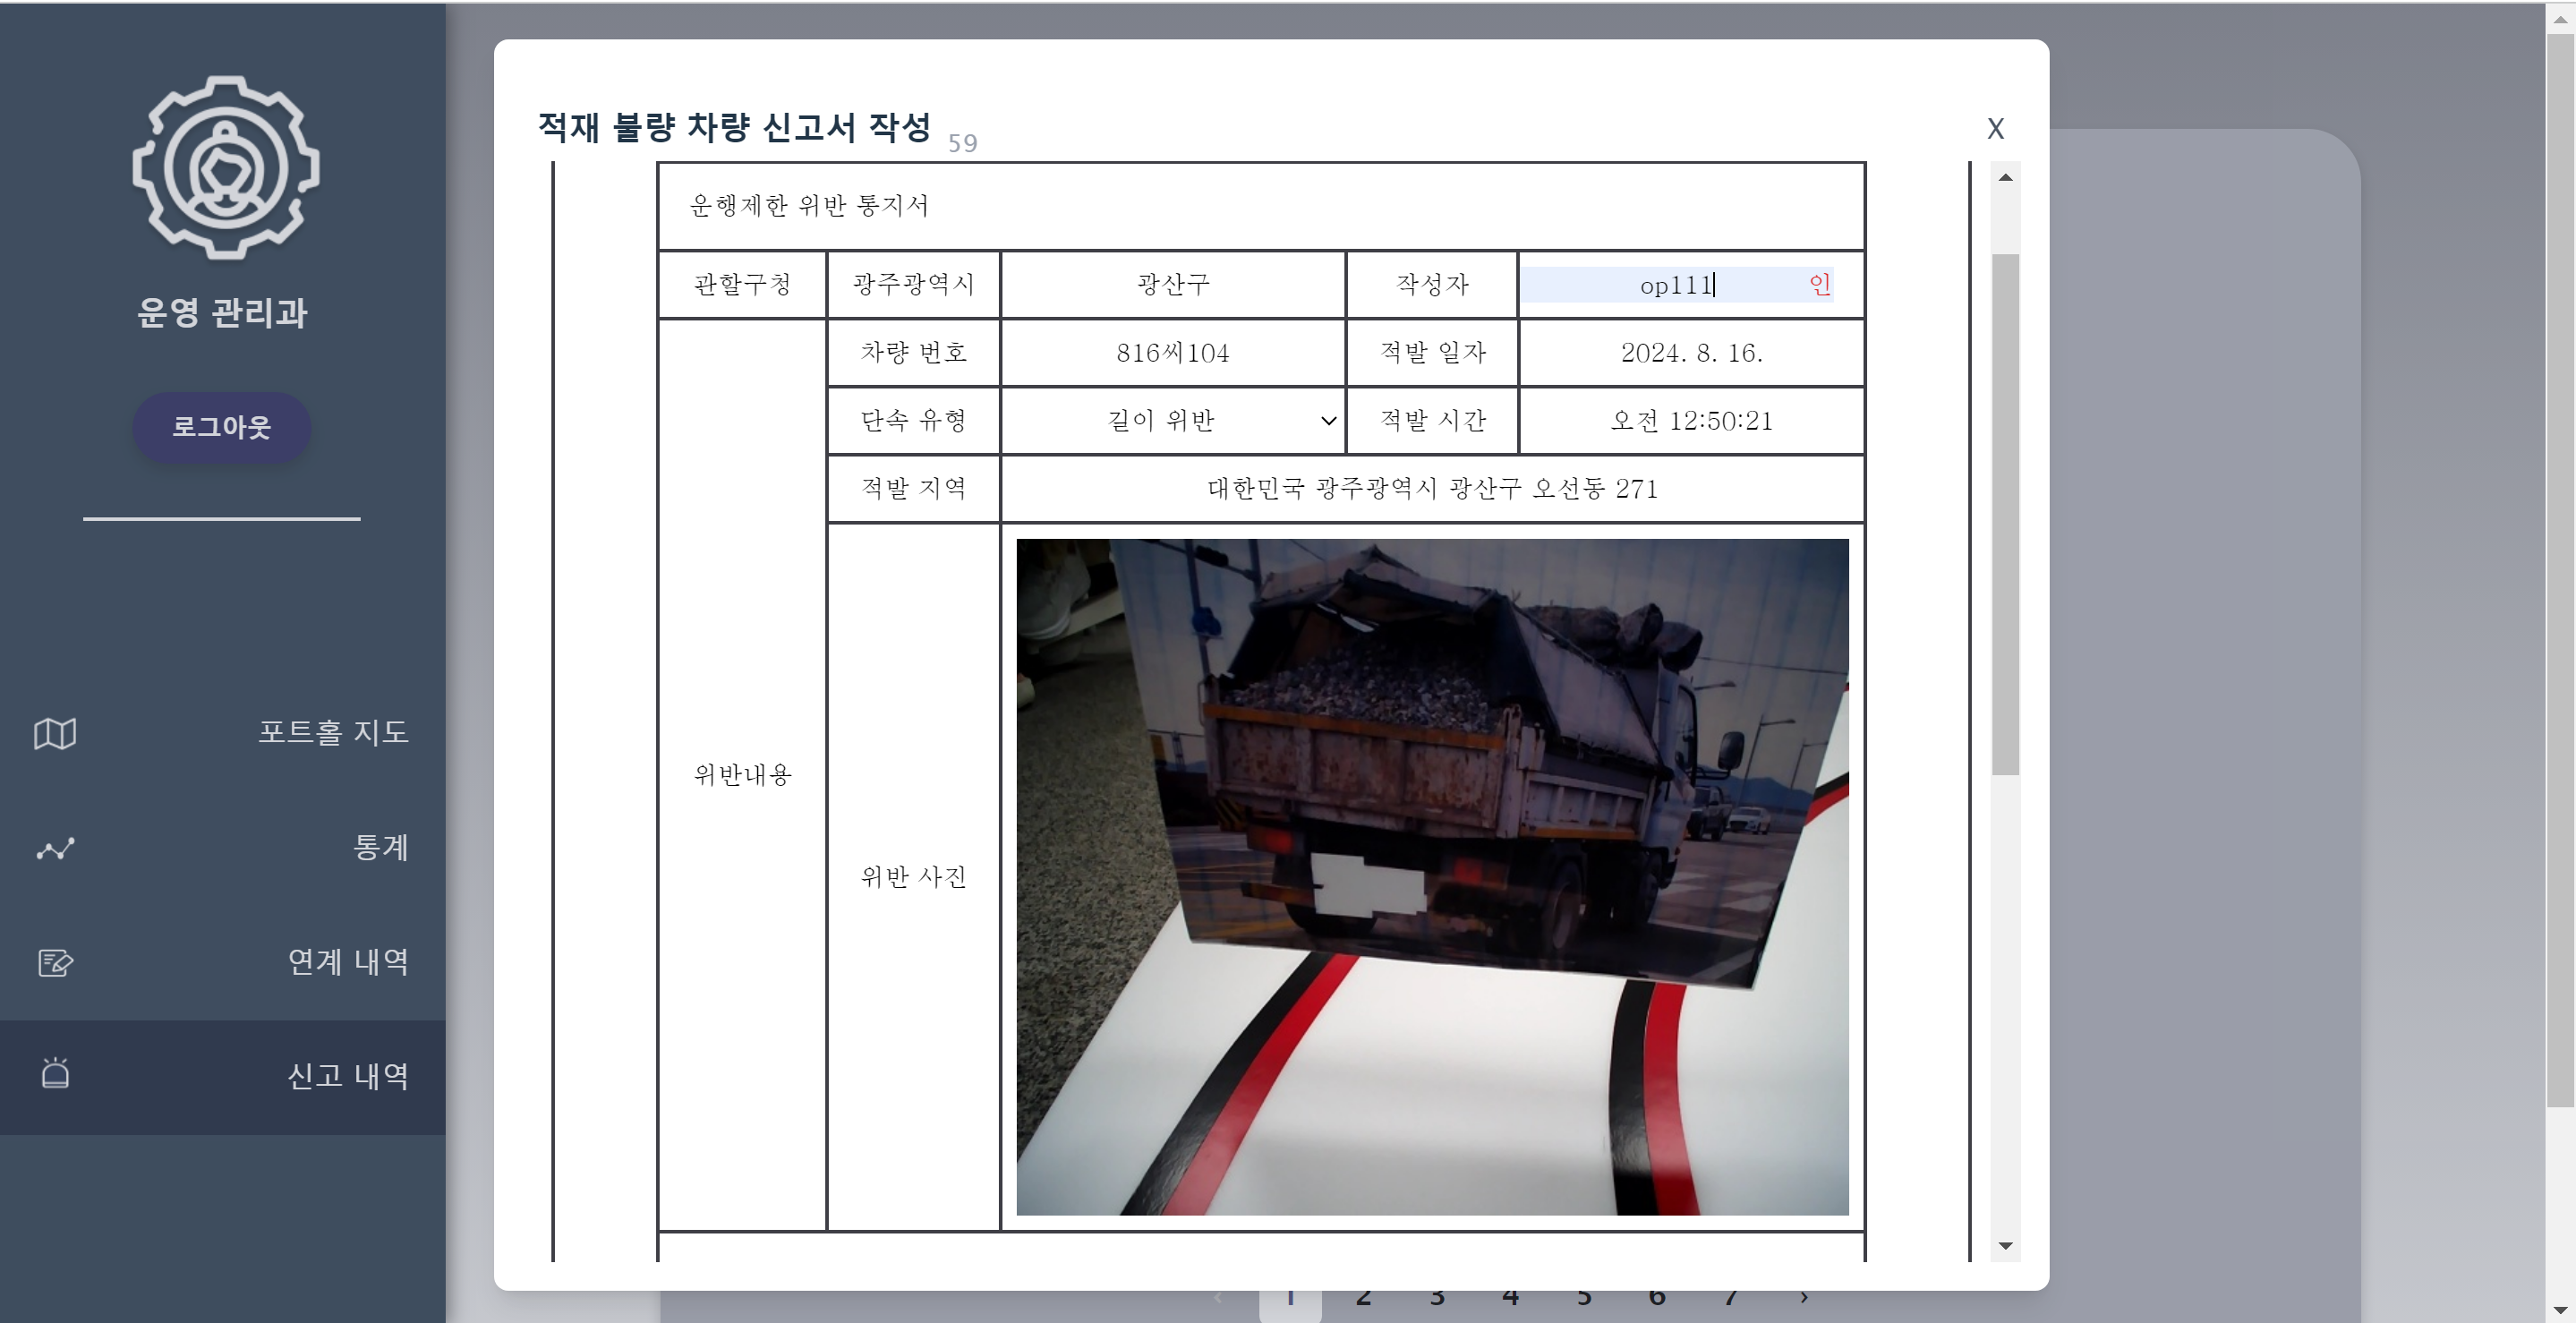 운영 관리과
로그아웃
포트홀 지도
통계
연계 내역
신고 내역
적재 불량 차량 신고서 작성 59
X
운행제한 위반 통지서
관할구청 광주광역시 광산구 작성자 op111 인
위반내용
차량 번호 816씨104 적발 일자 2024. 8. 16.
단속 유형 길이 위반 적발 시간 오전 12:50:21
적발 지역 대한민국 광주광역시 광산구 오선동 271
위반 사진
‹ 1 2 3 4 5 6 7 ›